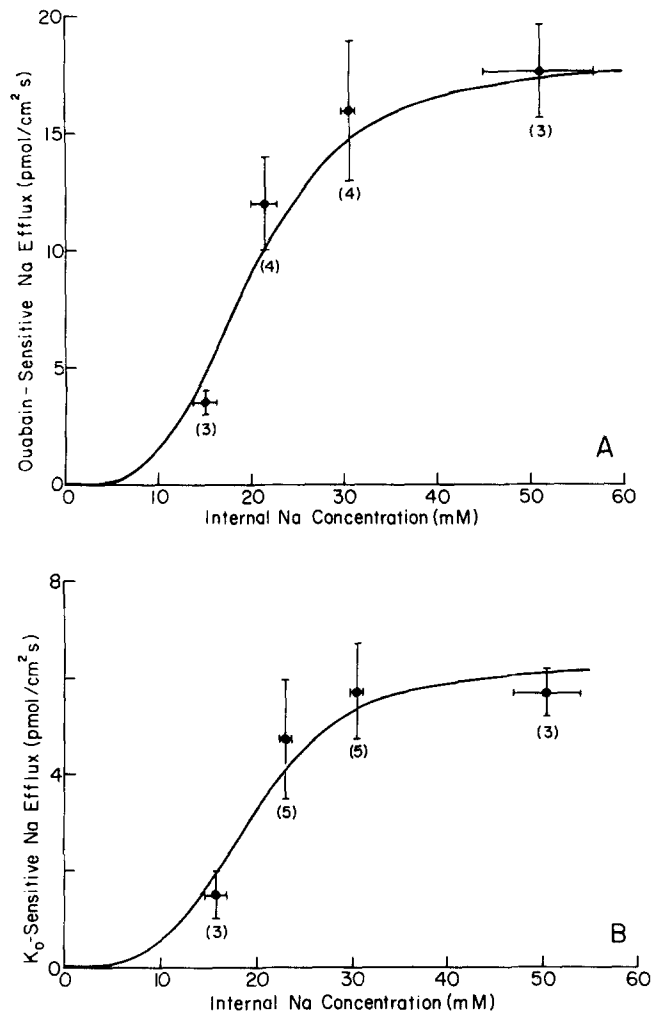 20
15
10
5
0
Ouabain-Sensitive Na Efflux (pmol/cm² s)
(3)
(4)
(4)
(3)
A
0 10 20 30 40 50 60
Internal Na Concentration (mM)
8
4
0
K₀-Sensitive Na Efflux (pmol/cm² s)
(3)
(5)
(5)
(3)
B
0 10 20 30 40 50 60
Internal Na Concentration (mM)